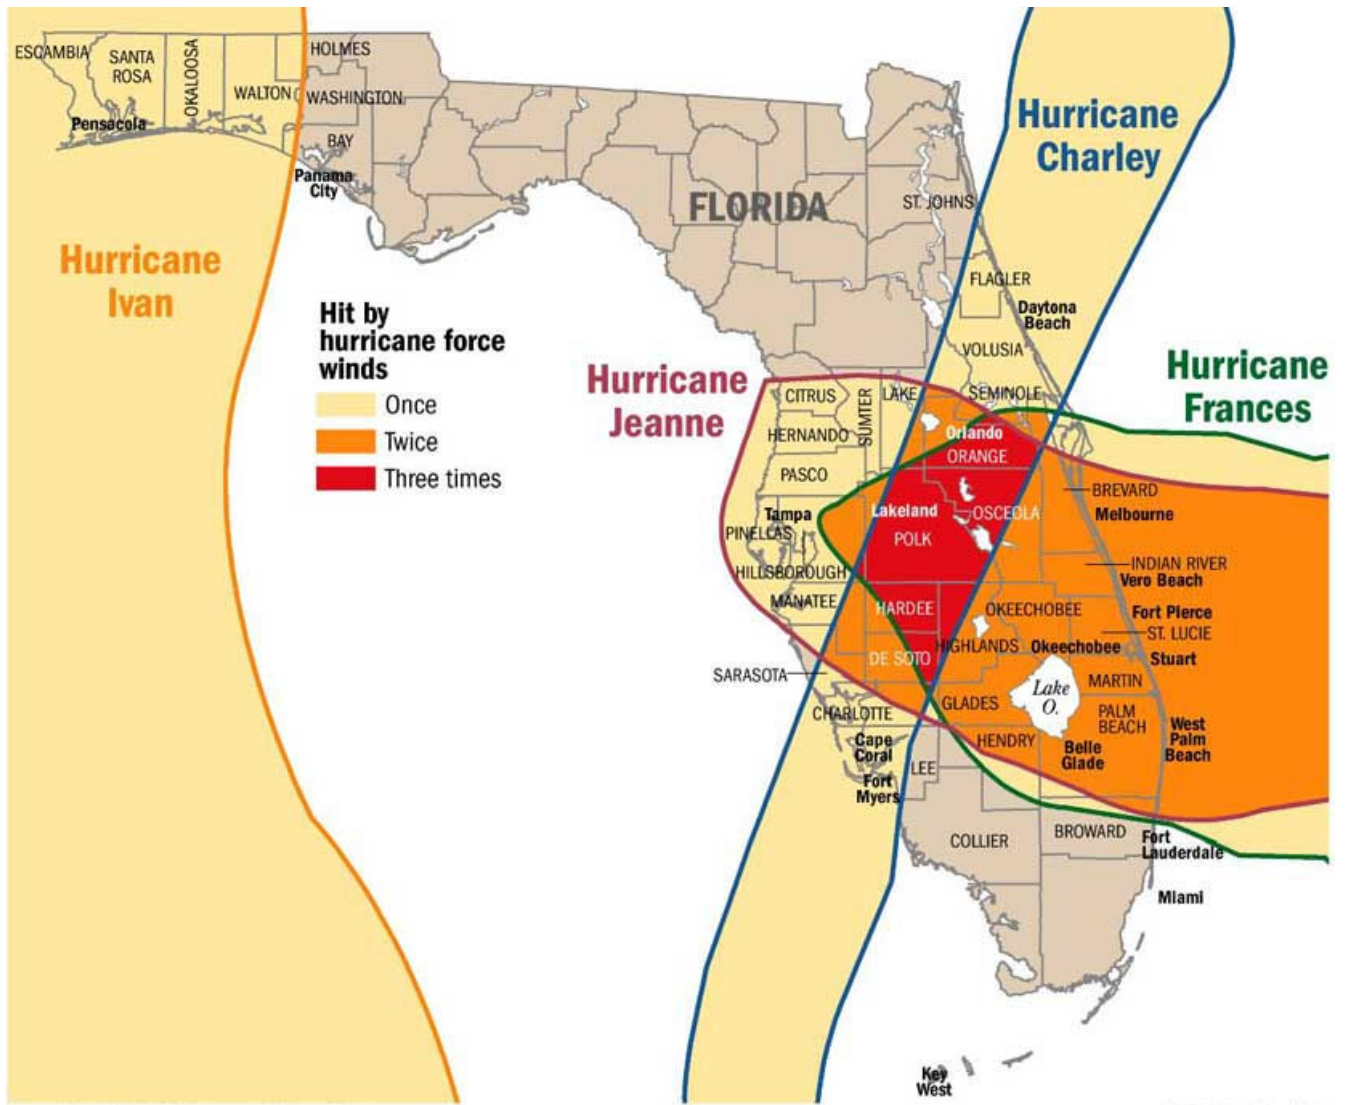 ESCAMBIA
SANTA
ROSA
OKALOOSA
WALTON
HOLMES
WASHINGTON
BAY
Pensacola
Panama
City
Hurricane
Ivan
FLORIDA
ST. JOHNS
Hurricane
Charley
FLAGLER
Daytona
Beach
VOLUSIA
Hit by
hurricane force
winds
Once
Twice
Three times
Hurricane
Jeanne
Hurricane
Frances
CITRUS
SUMTER
LAKE
SEMINOLE
HERNANDO
Orlando
ORANGE
PASCO
BREVARD
Melbourne
Tampa
Lakeland
OSCEOLA
PINELLAS
POLK
HILLSBOROUGH
INDIAN RIVER
Vero Beach
MANATEE
HARDEE
OKEECHOBEE
Fort Pierce
ST. LUCIE
HIGHLANDS
Okeechobee
Stuart
DE SOTO
SARASOTA
Lake
O.
MARTIN
GLADES
CHARLOTTE
PALM
BEACH
HENDRY
Belle
Glade
West
Palm
Beach
Cape
Coral
LEE
Fort
Myers
COLLIER
BROWARD
Fort
Lauderdale
Miami
Key
West